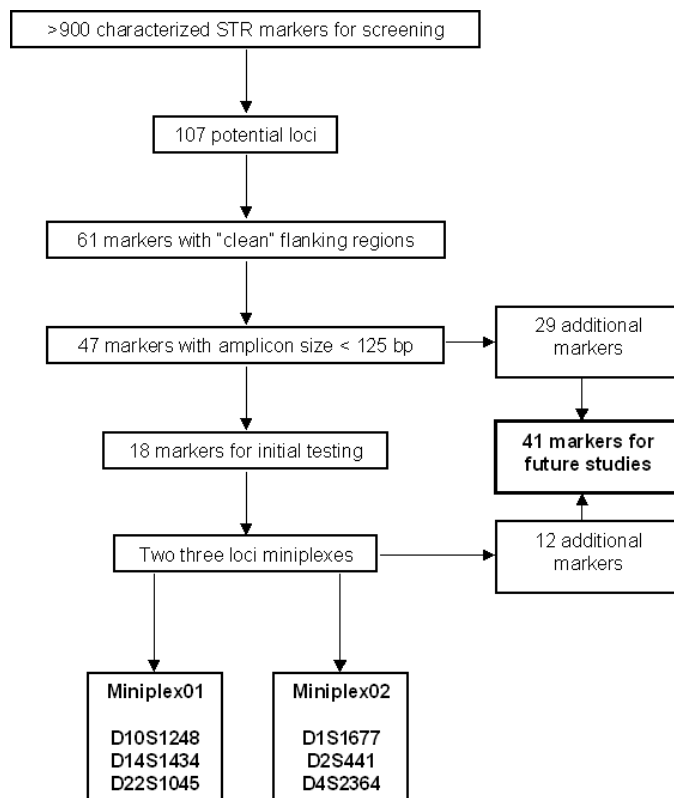 >900 characterized STR markers for screening
107 potential loci
61 markers with "clean" flanking regions
47 markers with amplicon size < 125 bp
29 additional
markers
18 markers for initial testing
41 markers for
future studies
Two three loci miniplexes
12 additional
markers
Miniplex01
D10S1248
D14S1434
D22S1045
Miniplex02
D1S1677
D2S441
D4S2364